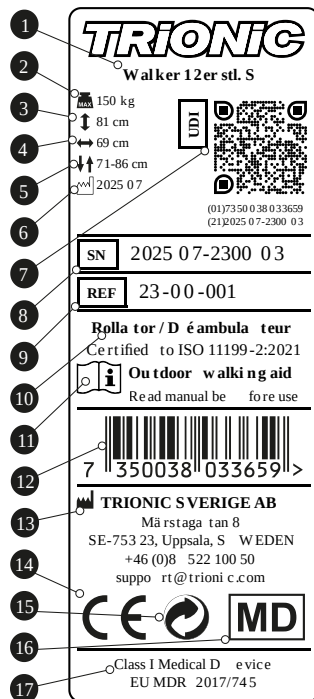 1
TRIONIC
Walker 12er stl. S
2
MAX
150 kg
3
81 cm
4
69 cm
5
71-86 cm
6
2025 07
UDI
(01)7350038033659
(21)2025 07-2300 03
7
8
SN
2025 07-2300 03
9
REF
23-00-001
10
Rollator/Déambulateur
Certified to ISO 11199-2:2021
11
i
Outdoor walking aid
Read manual before use
12
7 350038 033659 >
13
TRIONIC SVERIGE AB
Märstagatan 8
SE-753 23, Uppsala, SWEDEN
+46 (0)8 522 100 50
support@trionic.com
14
CE
15
16
MD
17
Class I Medical Device
EU MDR 2017/745